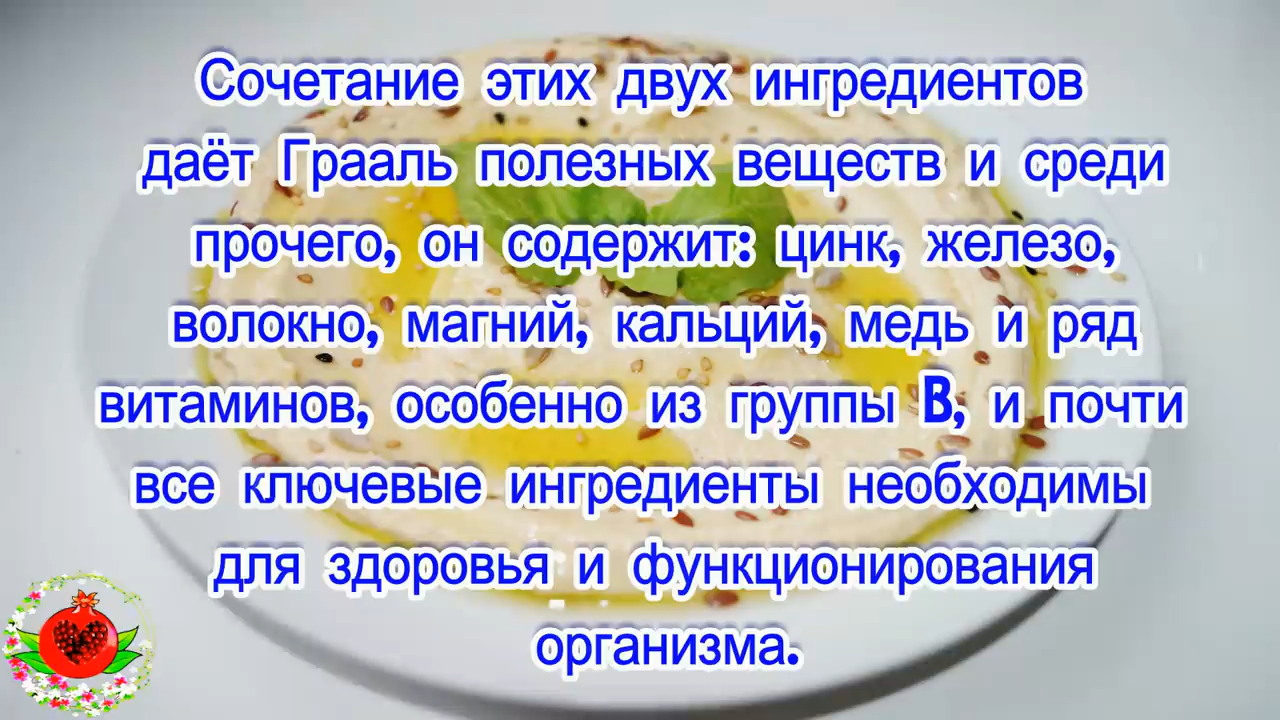 Сочетание этих двух ингредиентов
даёт Грааль полезных веществ и среди
прочего, он содержит: цинк, железо,
волокно, магний, кальций, медь и ряд
витаминов, особенно из группы В, и почти
все ключевые ингредиенты необходимы
для здоровья и функционирования
организма.